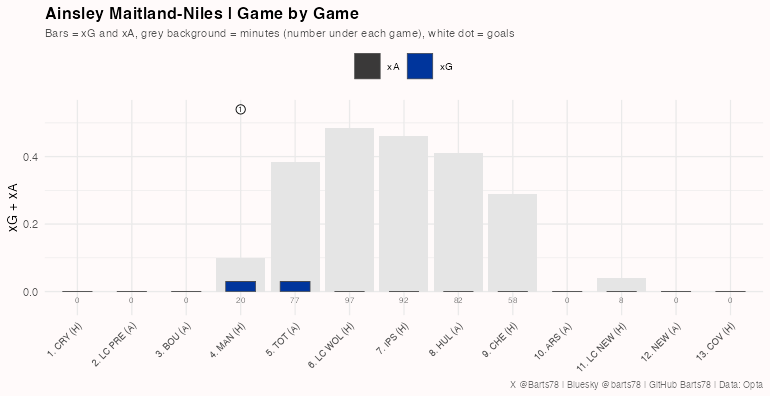 Ainsley Maitland-Niles | Game by Game
Bars = xG and xA, grey background = minutes (number under each game), white dot = goals
xA xG
1
xG + xA
0.4
0.2
0.0
0 0 0 20 77 97 92 82 58 0 8 0 0
1. CRY (H)
2. LC PRE (A)
3. BOU (A)
4. MAN (H)
5. TOT (A)
6. LC WOL (H)
7. IPS (H)
8. HUL (A)
9. CHE (H)
10. ARS (A)
11. LC NEW (H)
12. NEW (A)
13. COV (H)
X @Barts78 | Bluesky @barts78 | GitHub Barts78 | Data: Opta